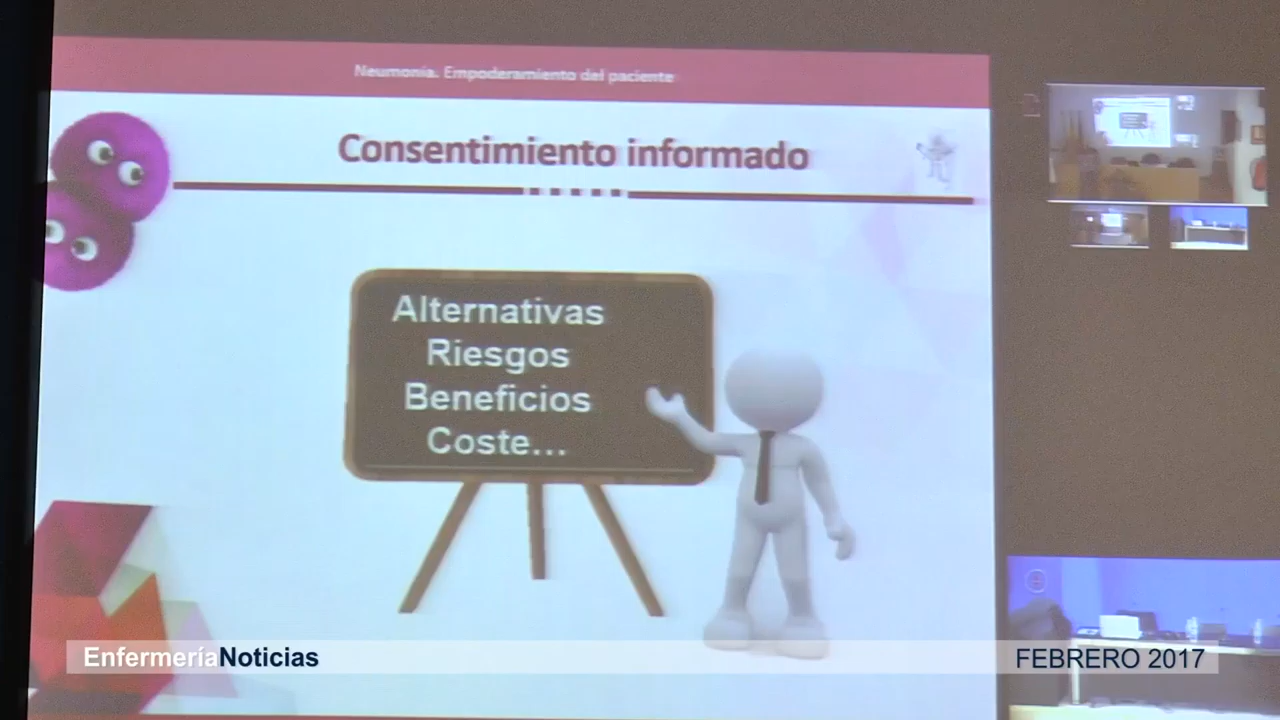 Neumonía. Empoderamiento del paciente
Consentimiento informado
Alternativas
Riesgos
Beneficios
Coste...
EnfermeríaNoticias
FEBRERO 2017